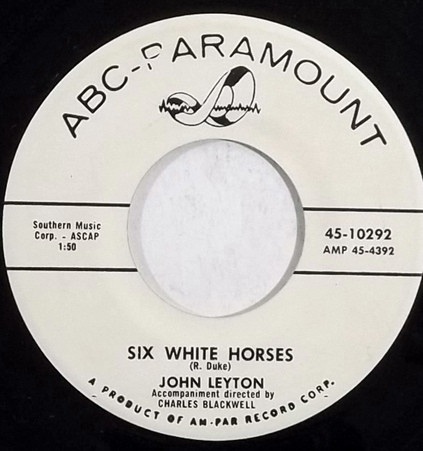 ABC-PARAMOUNT
Southern Music
Corp. - ASCAP
1:50
45-10292
AMP 45-4392
SIX WHITE HORSES
(R. Duke)
JOHN LEYTON
Accompaniment directed by
CHARLES BLACKWELL
A PRODUCT OF AM-PAR RECORD CORP.